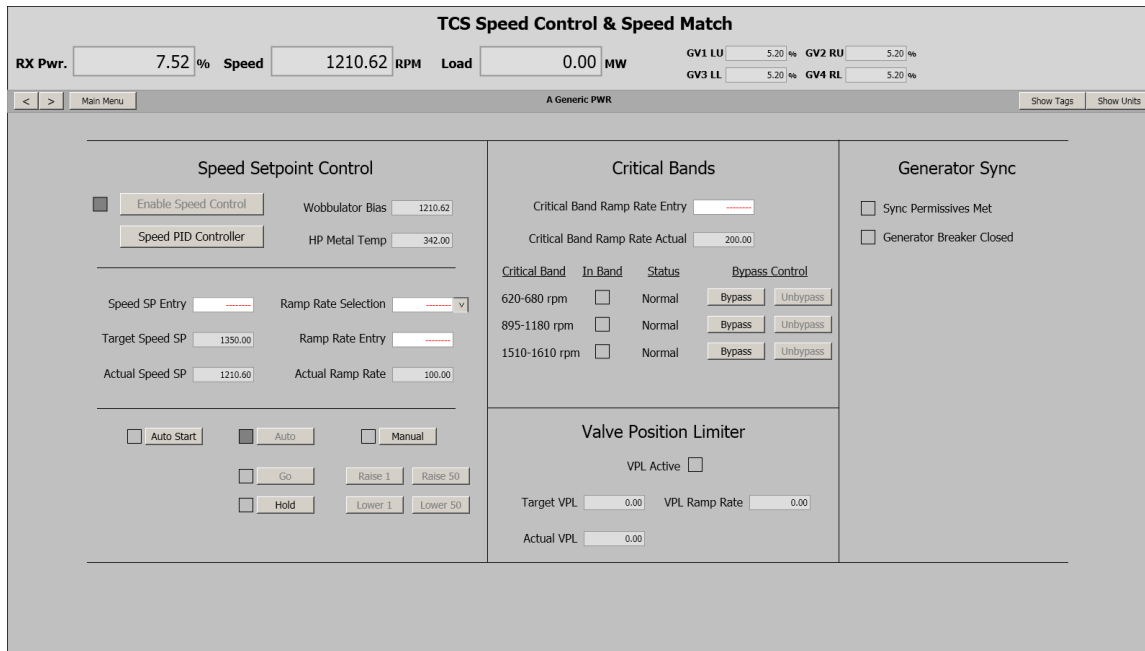 TCS Speed Control & Speed Match
RX Pwr. 7.52 % Speed 1210.62 RPM Load 0.00 MW
GV1 LU 5.20 % GV2 RU 5.20 %
GV3 LL 5.20 % GV4 RL 5.20 %
< > Main Menu A Generic PWR Show Tags Show Units
Speed Setpoint Control
Enable Speed Control Wobbulator Bias 1210.62
Speed PID Controller HP Metal Temp 342.00
Speed SP Entry -------- Ramp Rate Selection -------- v
Target Speed SP 1350.00 Ramp Rate Entry --------
Actual Speed SP 1210.60 Actual Ramp Rate 100.00
Auto Start Auto Manual
Go Raise 1 Raise 50
Hold Lower 1 Lower 50
Critical Bands
Critical Band Ramp Rate Entry --------
Critical Band Ramp Rate Actual 200.00
Critical Band In Band Status Bypass Control
620-680 rpm Normal Bypass Unbypass
895-1180 rpm Normal Bypass Unbypass
1510-1610 rpm Normal Bypass Unbypass
Valve Position Limiter
VPL Active
Target VPL 0.00 VPL Ramp Rate 0.00
Actual VPL 0.00
Generator Sync
Sync Permissives Met
Generator Breaker Closed